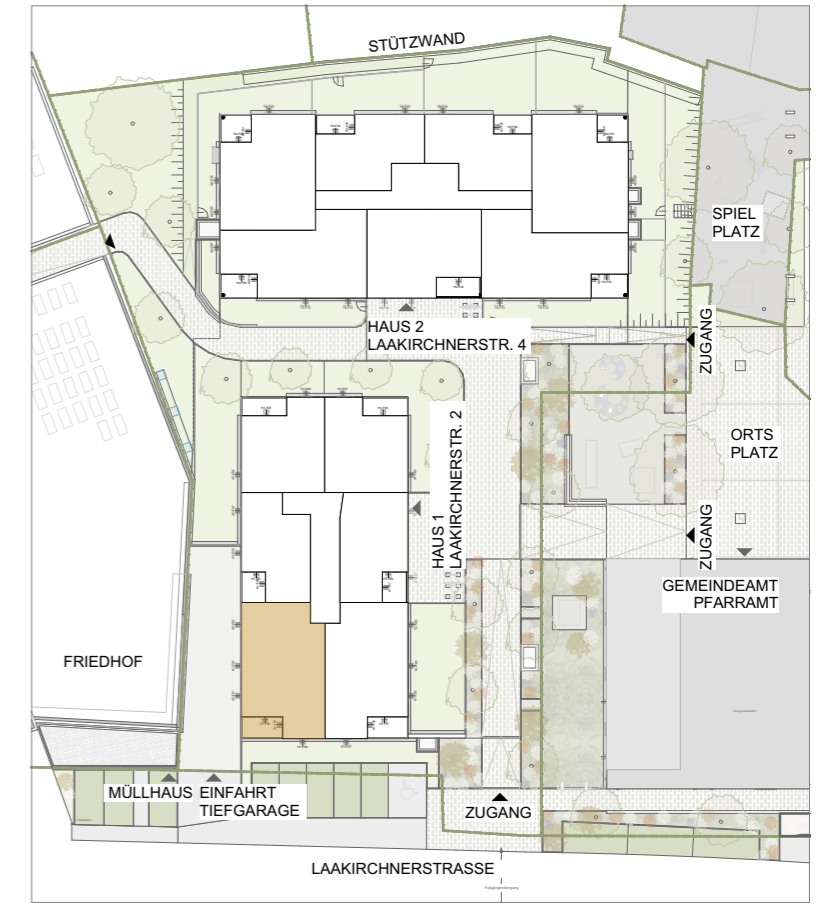 STÜTZWAND
SPIEL
PLATZ
HAUS 2
LAAKIRCHNERSTR. 4
ZUGANG
HAUS 1
LAAKIRCHNERSTR. 2
ORTS
PLATZ
ZUGANG
GEMEINDEAMT
PFARRAMT
FRIEDHOF
MÜLLHAUS
EINFAHRT
TIEFGARAGE
ZUGANG
LAAKIRCHNERSTRASSE